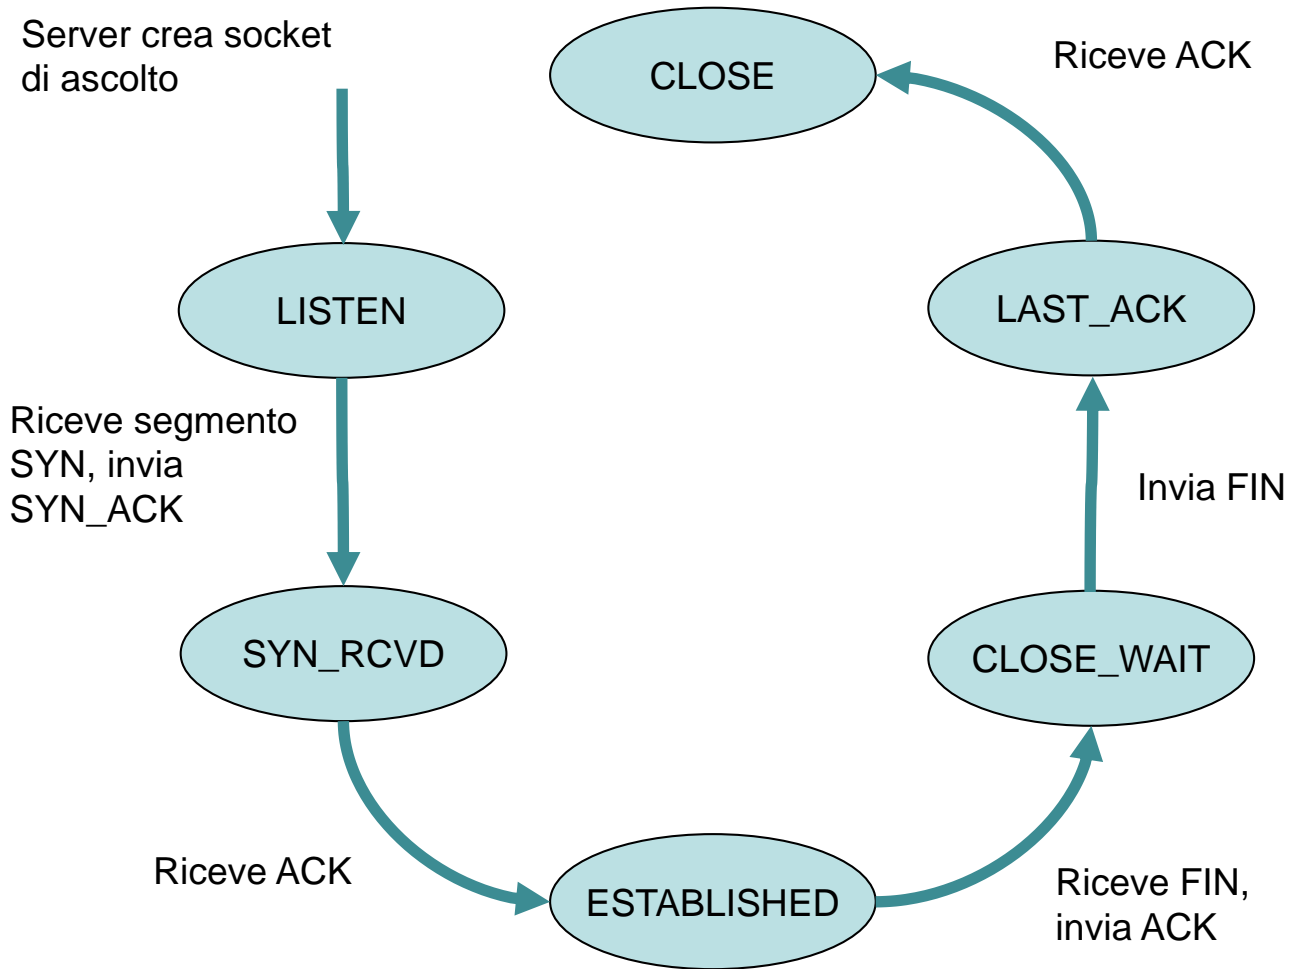 Server crea socket
di ascolto
CLOSE
Riceve ACK
LISTEN
LAST_ACK
Riceve segmento
SYN, invia
SYN_ACK
Invia FIN
SYN_RCVD
CLOSE_WAIT
Riceve ACK
ESTABLISHED
Riceve FIN,
invia ACK